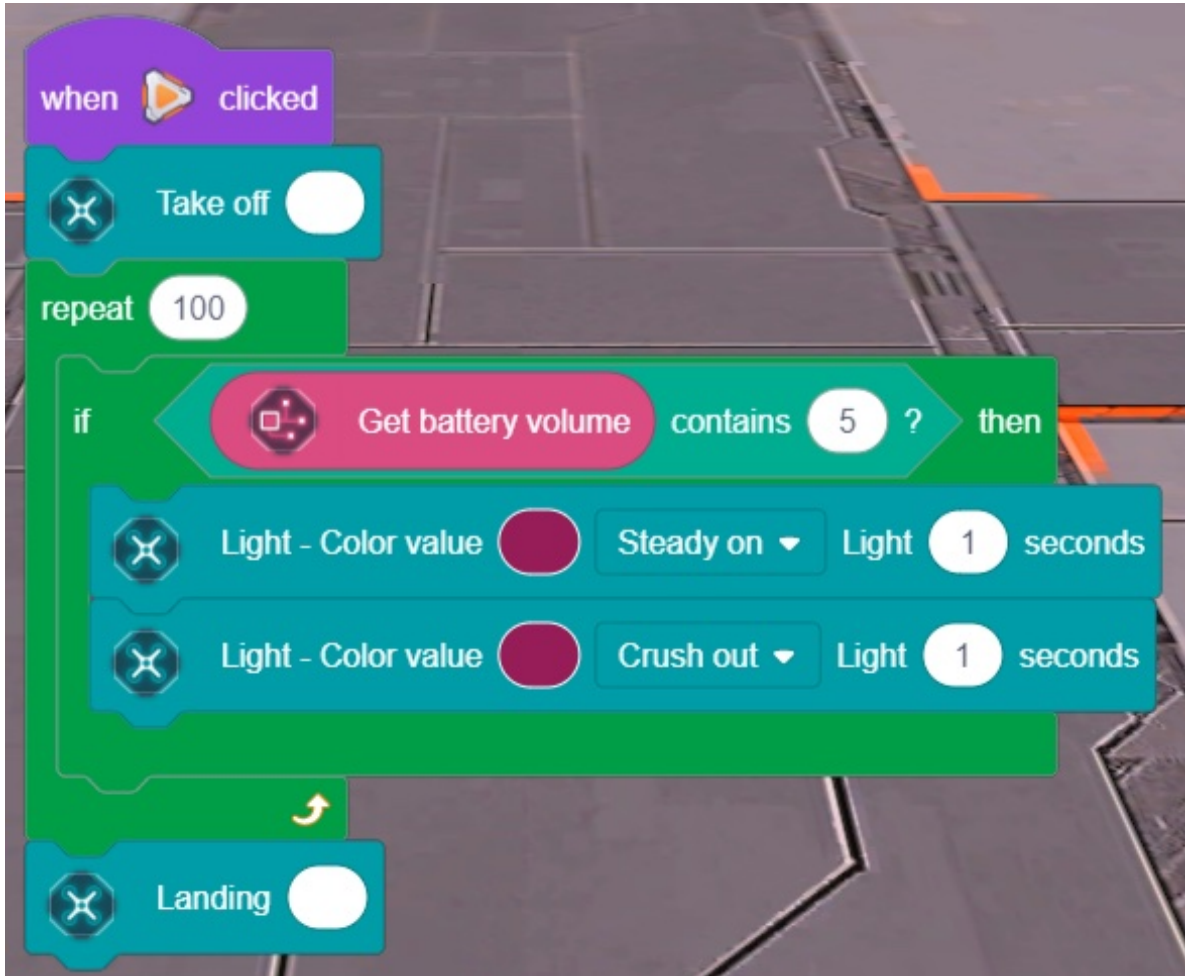 when clicked
Take off
repeat 100
if Get battery volume contains 5 ? then
Light - Color value Steady on Light 1 seconds
Light - Color value Crush out Light 1 seconds
Landing